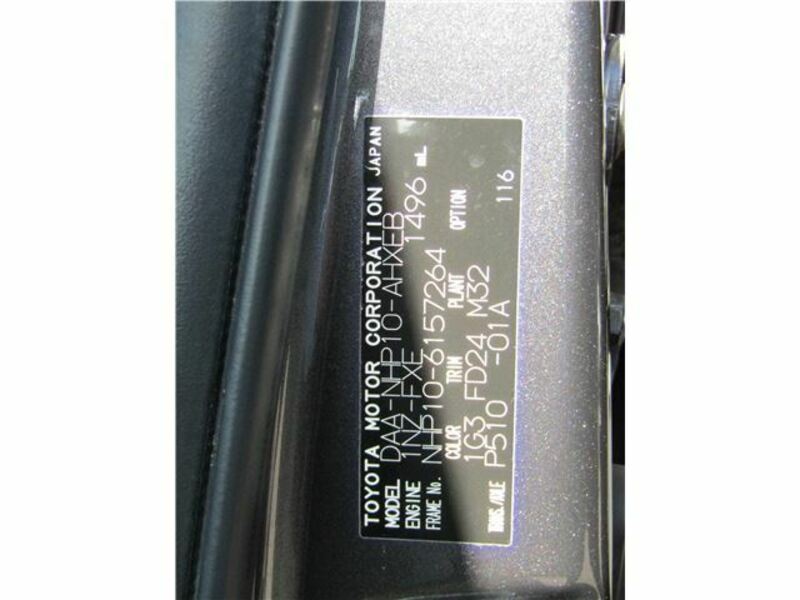 TOYOTA MOTOR CORPORATION JAPAN
MODEL DAA-NHP10-AHXEB
ENGINE 1NZ-FXE 1496 mL
FRAME No. NHP10-6157264
COLOR TRIM PLANT OPTION
1G3 FD24 M32
TRNS./AXLE P510 -01A 116